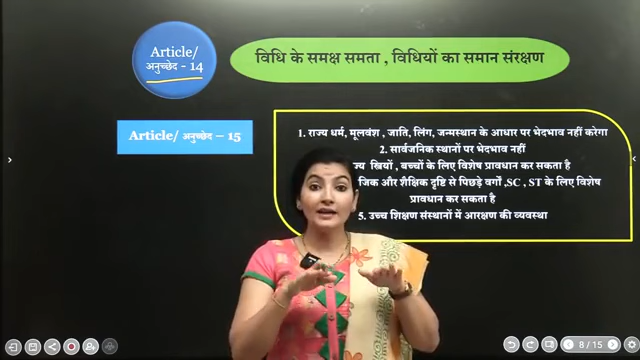 Article/
अनुच्छेद - 14
विधि के समक्ष समता , विधियों का समान संरक्षण
Article/ अनुच्छेद – 15
1. राज्य धर्म, मूलवंश , जाति, लिंग, जन्मस्थान के आधार पर भेदभाव नहीं करेगा
2. सार्वजनिक स्थानों पर भेदभाव नहीं
स्त्रियों , बच्चों के लिए विशेष प्रावधान कर सकता है
और शैक्षिक दृष्टि से पिछड़े वर्गों ,SC , ST के लिए विशेष
प्रावधान कर सकता है
5. उच्च शिक्षण संस्थानों में आरक्षण की व्यवस्था
8 / 15